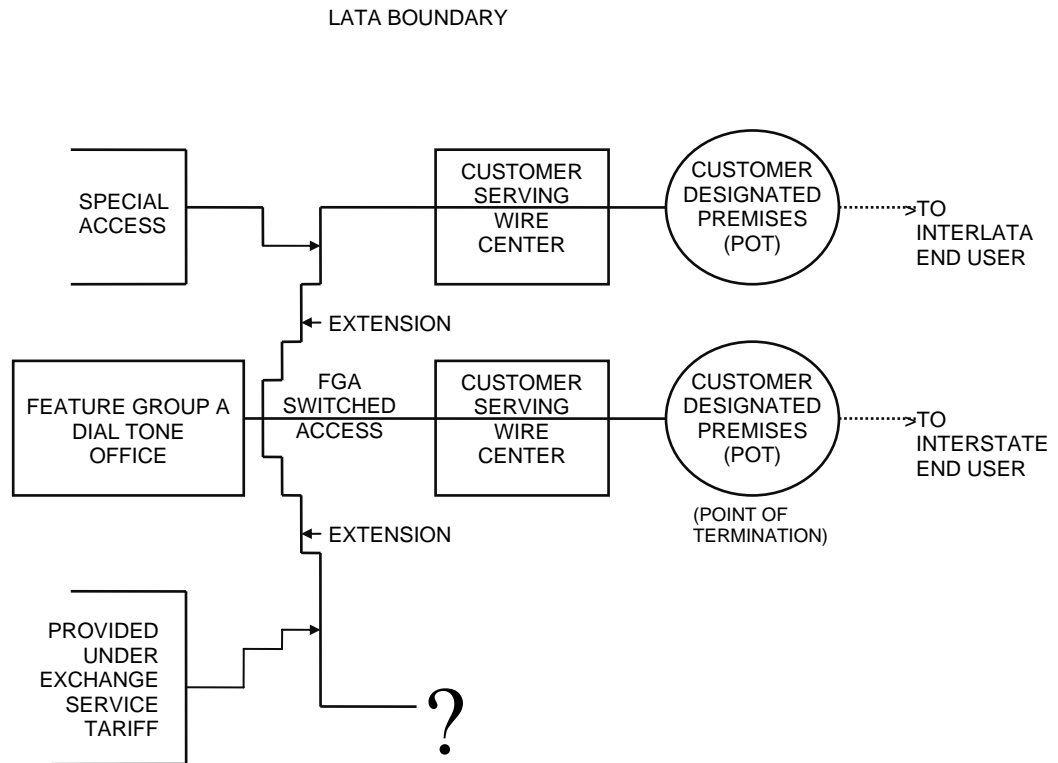 LATA BOUNDARY
SPECIAL
ACCESS
CUSTOMER
SERVING
WIRE
CENTER
CUSTOMER
DESIGNATED
PREMISES
(POT)
>TO
INTERLATA
END USER
EXTENSION
FEATURE GROUP A
DIAL TONE
OFFICE
FGA
SWITCHED
ACCESS
CUSTOMER
SERVING
WIRE
CENTER
CUSTOMER
DESIGNATED
PREMISES
(POT)
>TO
INTERSTATE
END USER
(POINT OF
TERMINATION)
EXTENSION
PROVIDED
UNDER
EXCHANGE
SERVICE
TARIFF
?